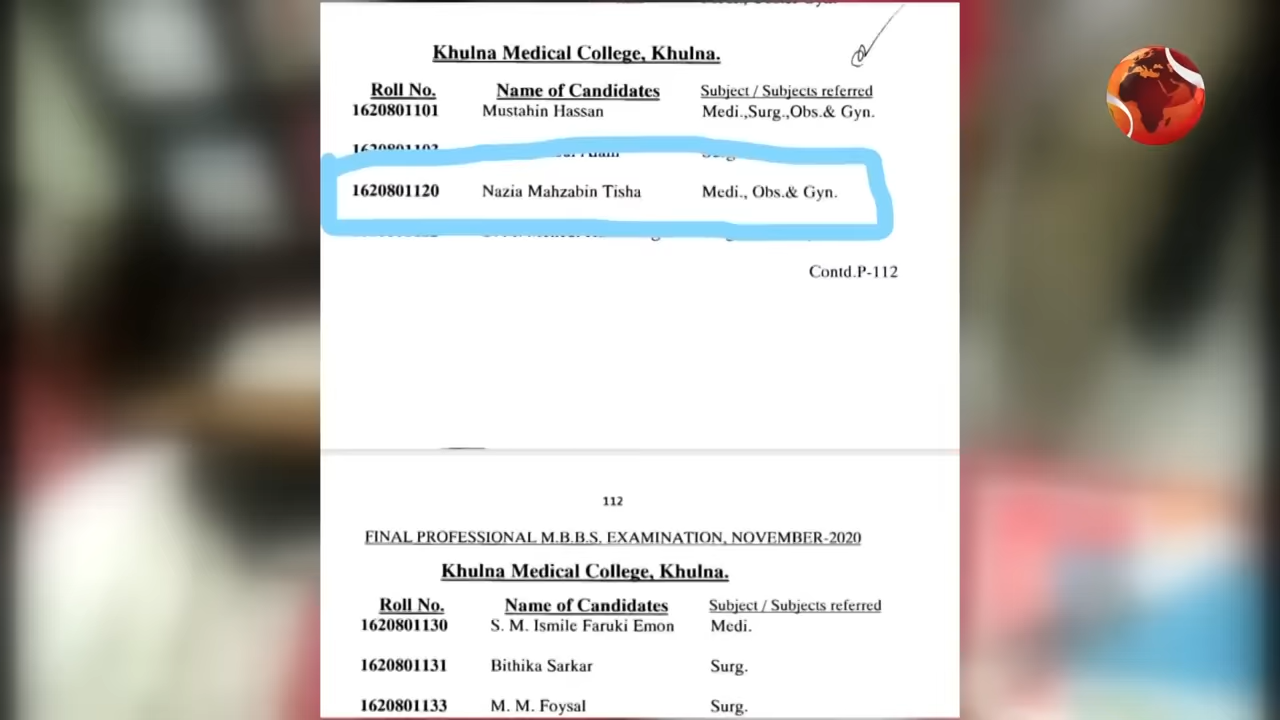 Khulna Medical College, Khulna.
Roll No. Name of Candidates Subject / Subjects referred
1620801101 Mustahin Hassan Medi.,Surg.,Obs.& Gyn.
1620801120 Nazia Mahzabin Tisha Medi., Obs.& Gyn.
Contd.P-112
112
FINAL PROFESSIONAL M.B.B.S. EXAMINATION, NOVEMBER-2020
Khulna Medical College, Khulna.
Roll No. Name of Candidates Subject / Subjects referred
1620801130 S. M. Ismile Faruki Emon Medi.
1620801131 Bithika Sarkar Surg.
1620801133 M. M. Foysal Surg.